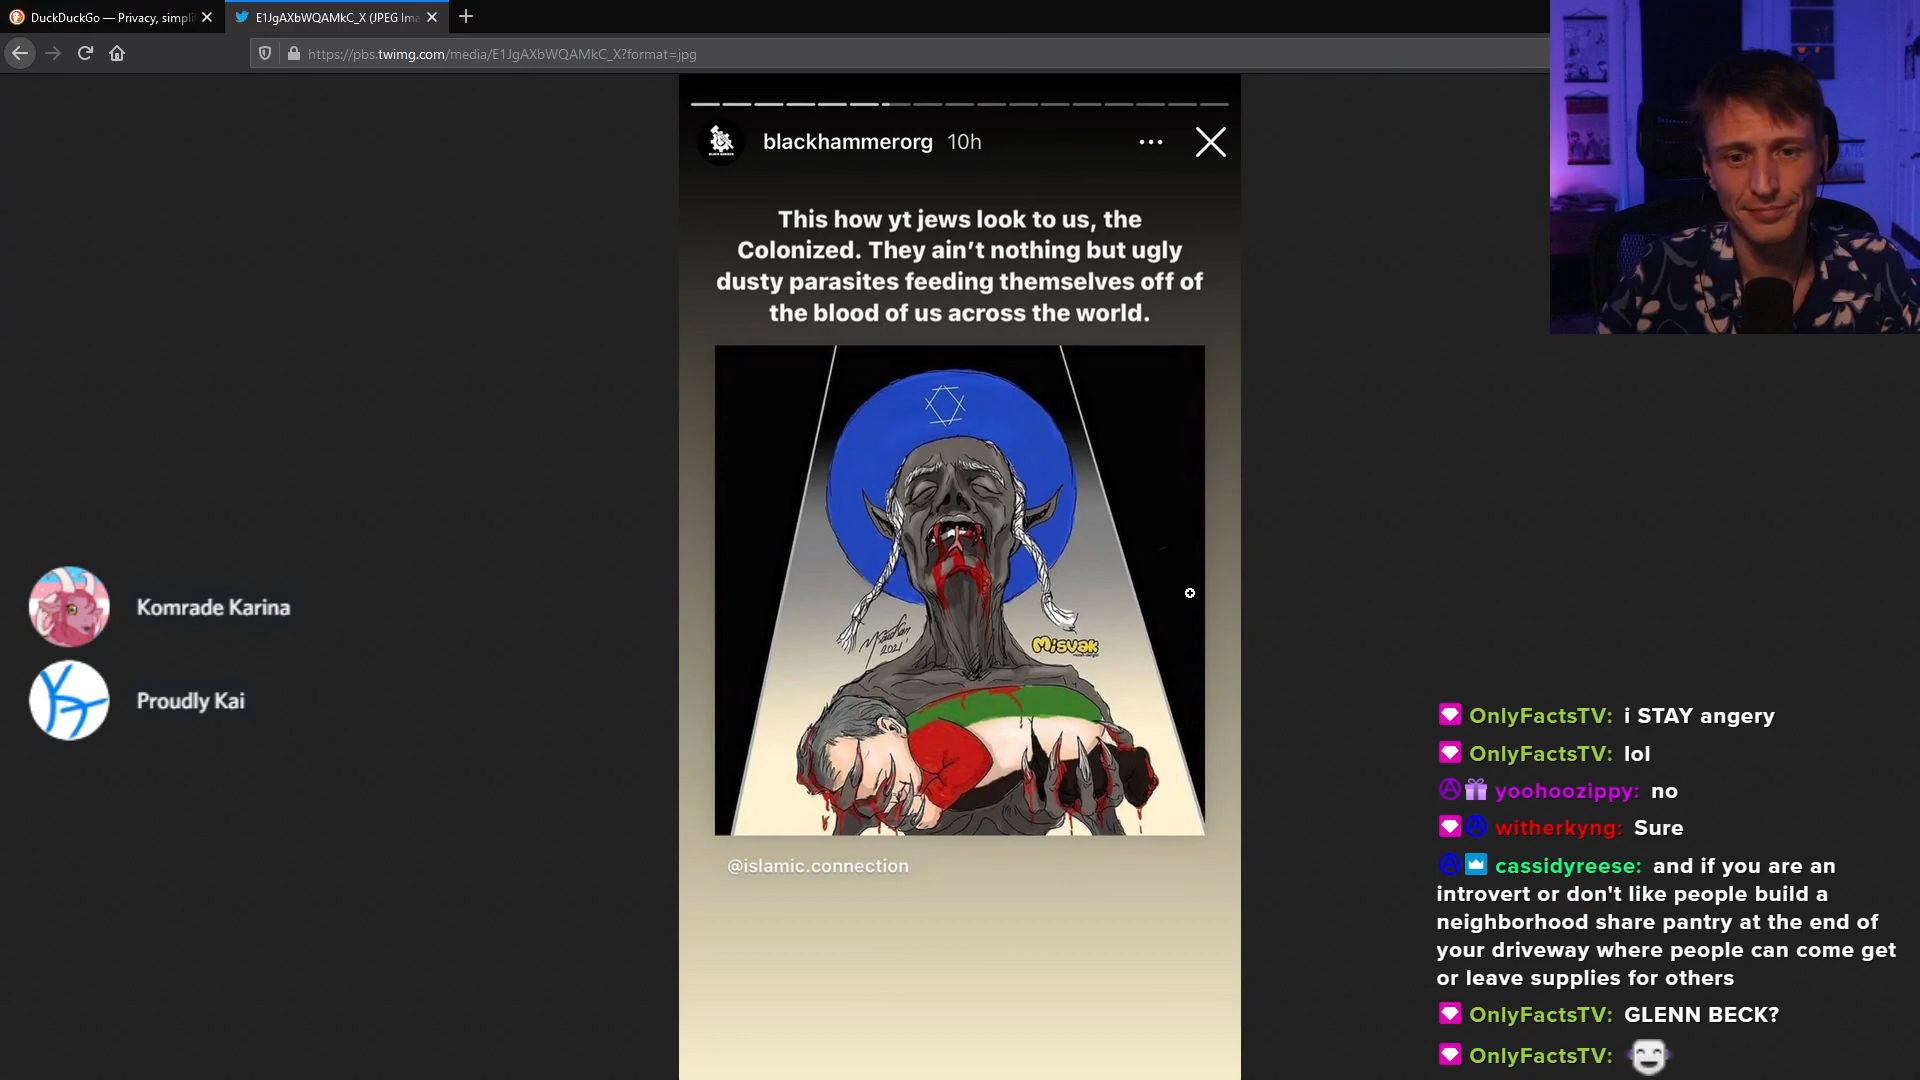 DuckDuckGo — Privacy, simpli
E1JgAXbWQAMkC_X (JPEG Ima
https://pbs.twimg.com/media/E1JgAXbWQAMkC_X?format=jpg
blackhammerorg 10h
This how yt jews look to us, the
Colonized. They ain't nothing but ugly
dusty parasites feeding themselves off of
the blood of us across the world.
2021
Misvak
@islamic.connection
Komrade Karina
Proudly Kai
OnlyFactsTV: i STAY angery
OnlyFactsTV: lol
yoohoozippy: no
witherkyng: Sure
cassidyreese: and if you are an
introvert or don't like people build a
neighborhood share pantry at the end of
your driveway where people can come get
or leave supplies for others
OnlyFactsTV: GLENN BECK?
OnlyFactsTV: